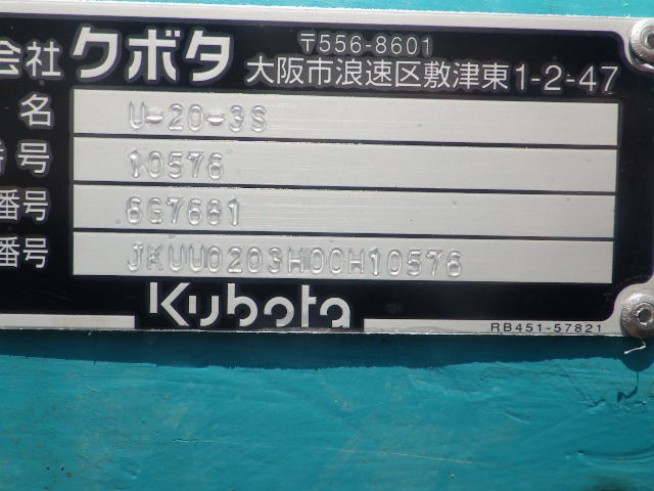 会社 クボタ 〒556-8601
大阪市浪速区敷津東1-2-47
名 U-20-3S
番号 10576
番号 6G7681
番号 JKUU0203H00H10576
Kubota
RB451-57821